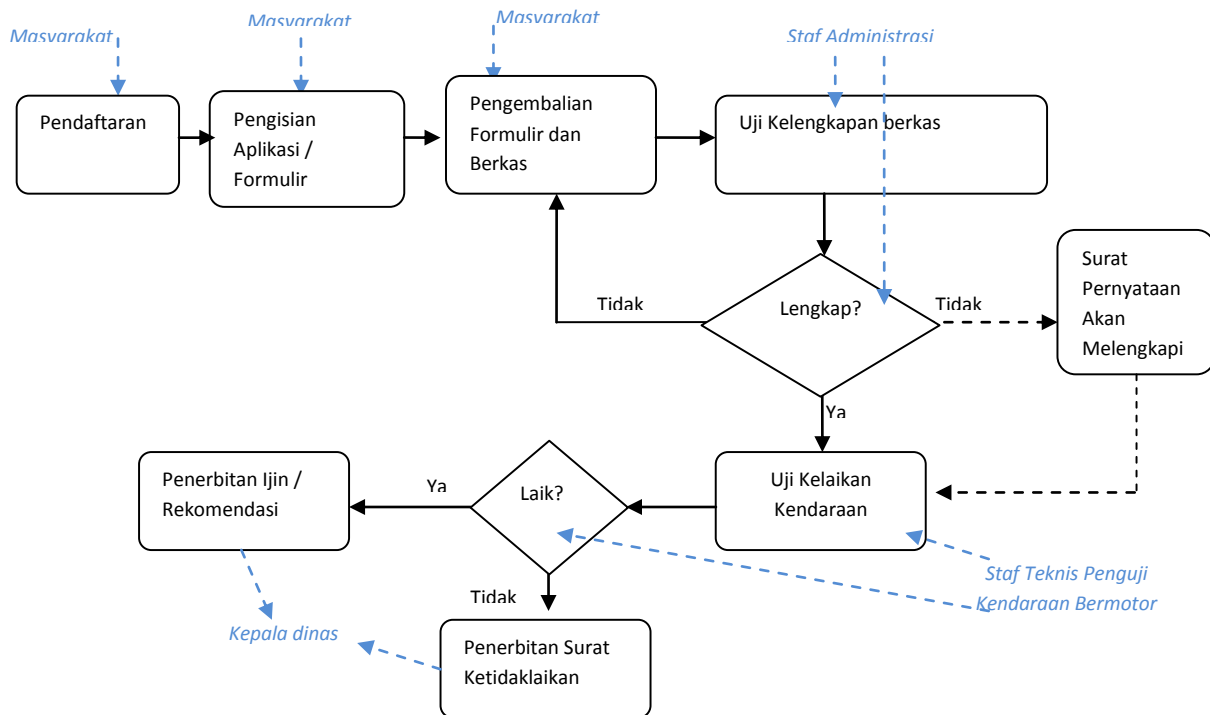 Masyarakat
Masyarakat
Masyarakat
Staf Administrasi
Pendaftaran
Pengisian
Aplikasi /
Formulir
Pengembalian
Formulir dan
Berkas
Uji Kelengkapan berkas
Tidak
Lengkap?
Tidak
Surat
Pernyataan
Akan
Melengkapi
Ya
Penerbitan Ijin /
Rekomendasi
Ya
Laik?
Uji Kelaikan
Kendaraan
Staf Teknis Penguji
Kendaraan Bermotor
Tidak
Kepala dinas
Penerbitan Surat
Ketidaklaikan